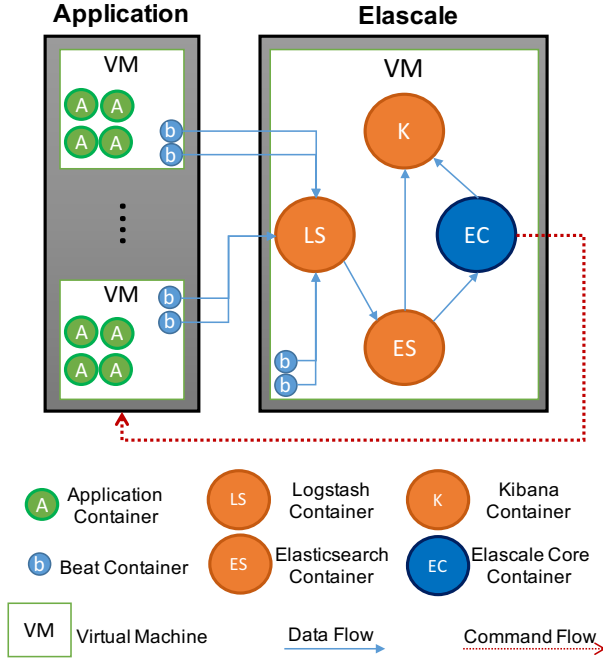 Application
Elascale
VM
VM
A A
A A
b
b
K
LS
EC
VM
b
b
A A
A A
ES
b
b
A
Application
Container
LS
Logstash
Container
K
Kibana
Container
b
Beat Container
ES
Elasticsearch
Container
EC
Elascale Core
Container
VM
Virtual Machine
Data Flow
Command Flow